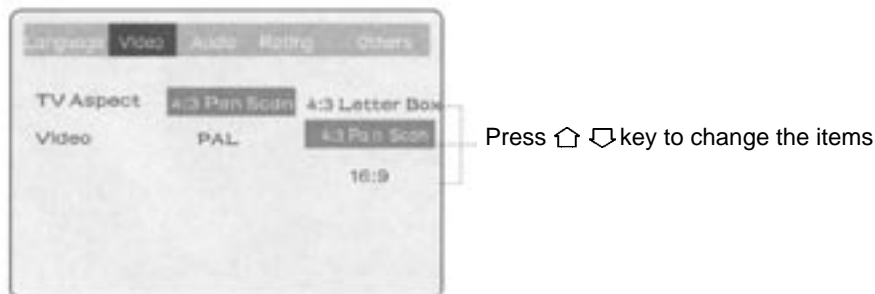 Language Video Audio Rating Others
TV Aspect 4:3 Pan Scan 4:3 Letter Box
Video PAL 4:3 Pan Scan
16:9
Press ⇧ ⇩ key to change the items